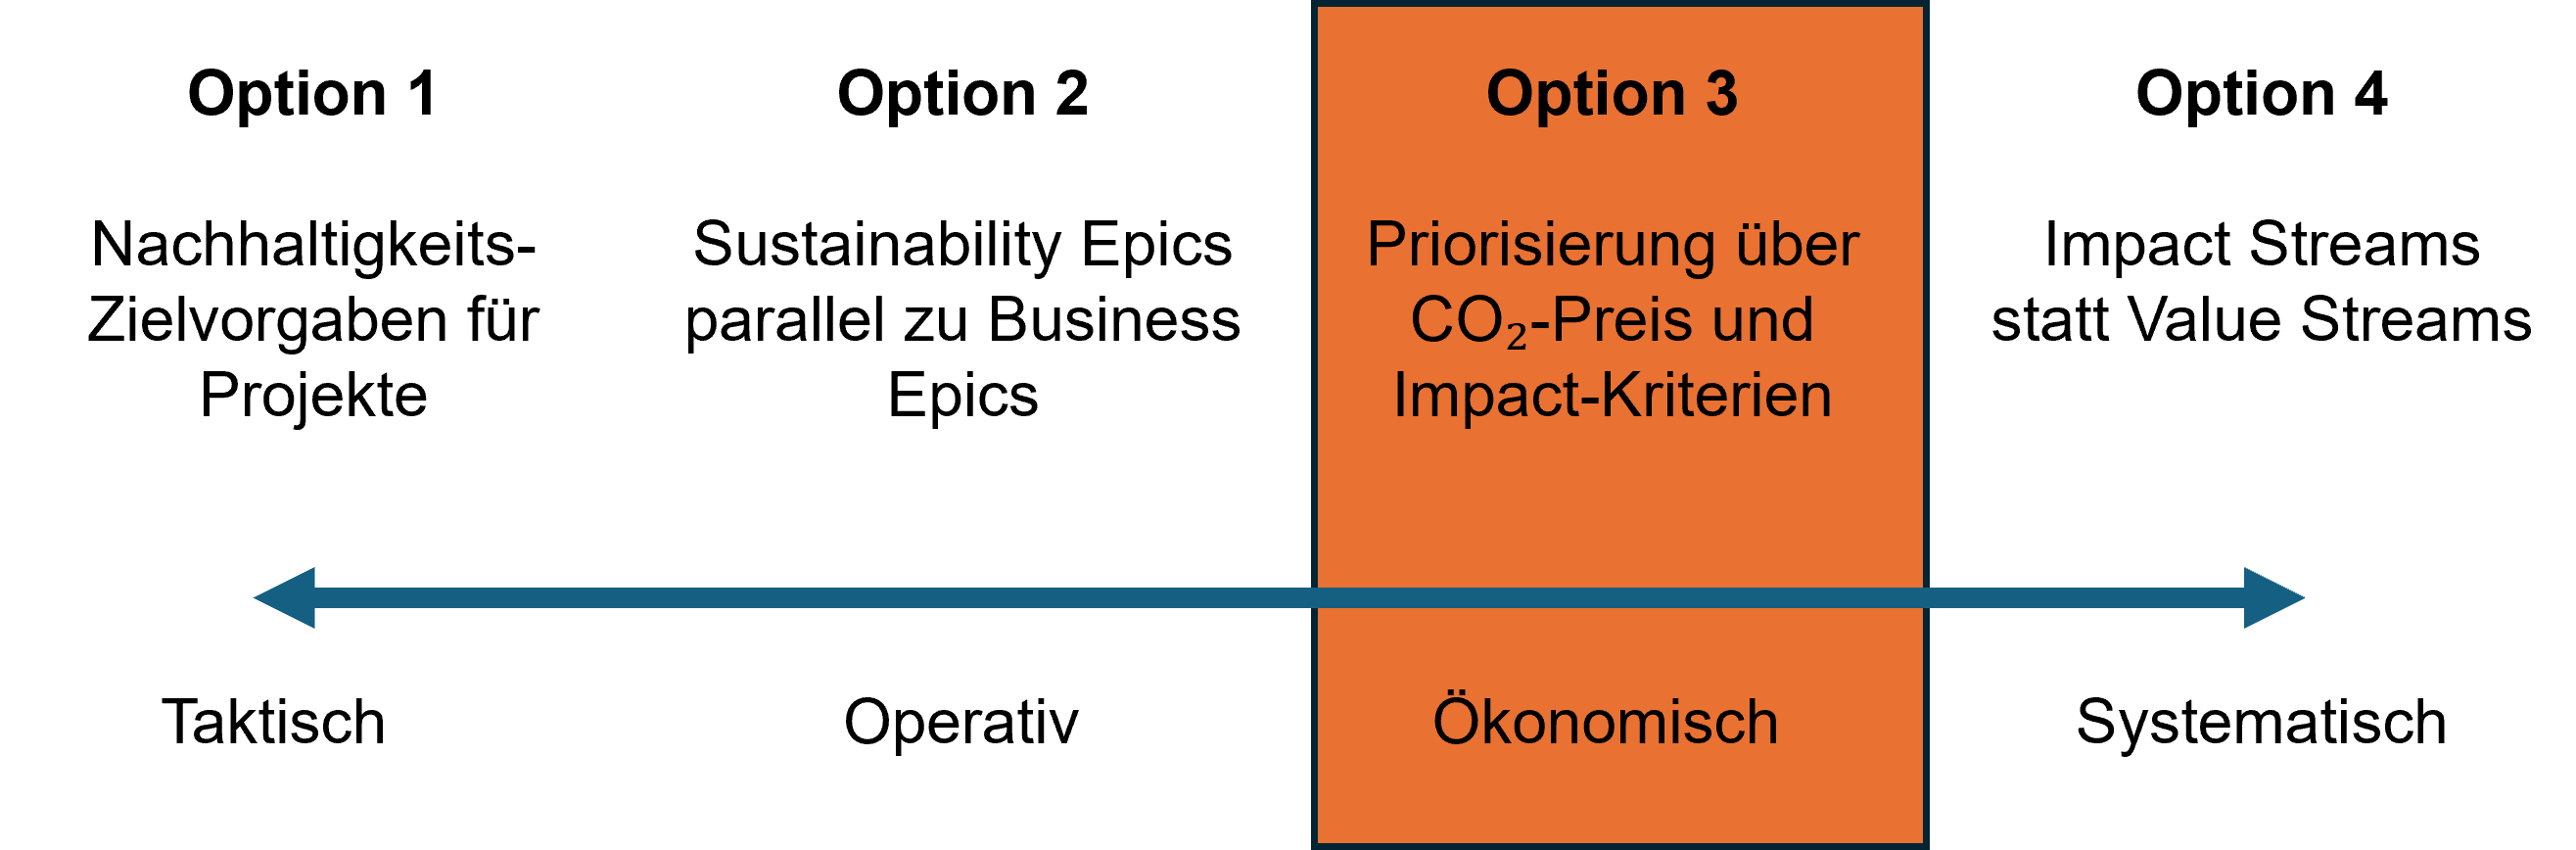 Option 1
Nachhaltigkeits-
Zielvorgaben für
Projekte
Option 2
Sustainability Epics
parallel zu Business
Epics
Option 3
Priorisierung über
CO₂-Preis und
Impact-Kriterien
Option 4
Impact Streams
statt Value Streams
Taktisch
Operativ
Ökonomisch
Systematisch